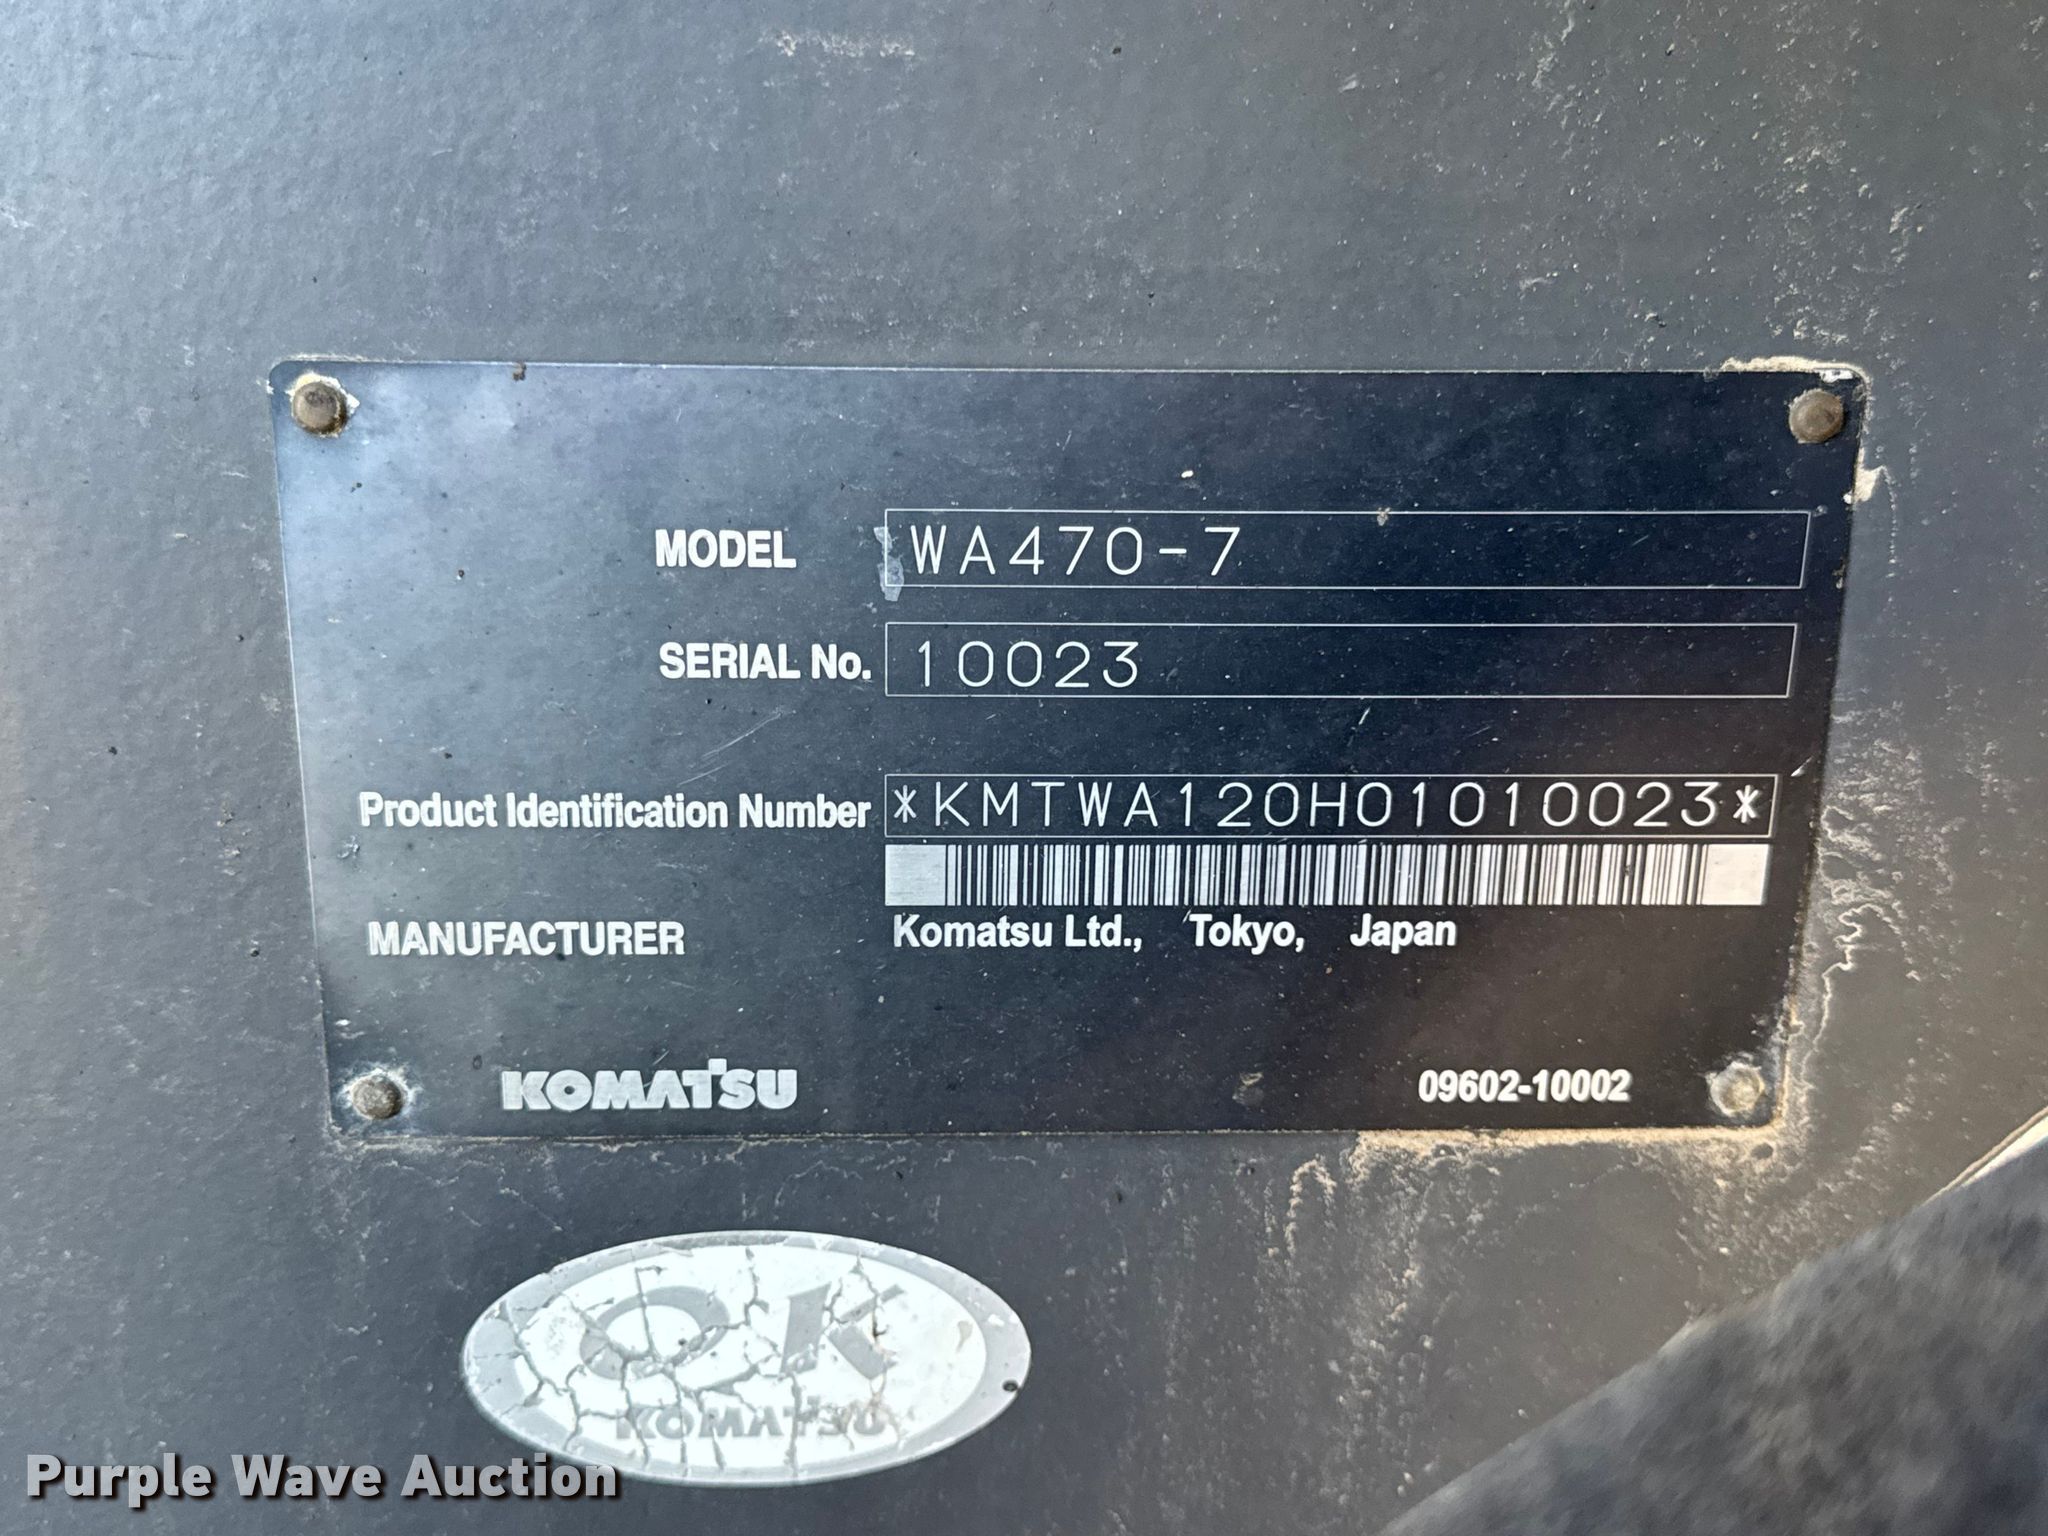 MODEL WA470-7
SERIAL No. 10023
Product Identification Number *KMTWA120H01010023*
MANUFACTURER Komatsu Ltd., Tokyo, Japan
KOMATSU 09602-10002
OK
KOMATSU
Purple Wave Auction